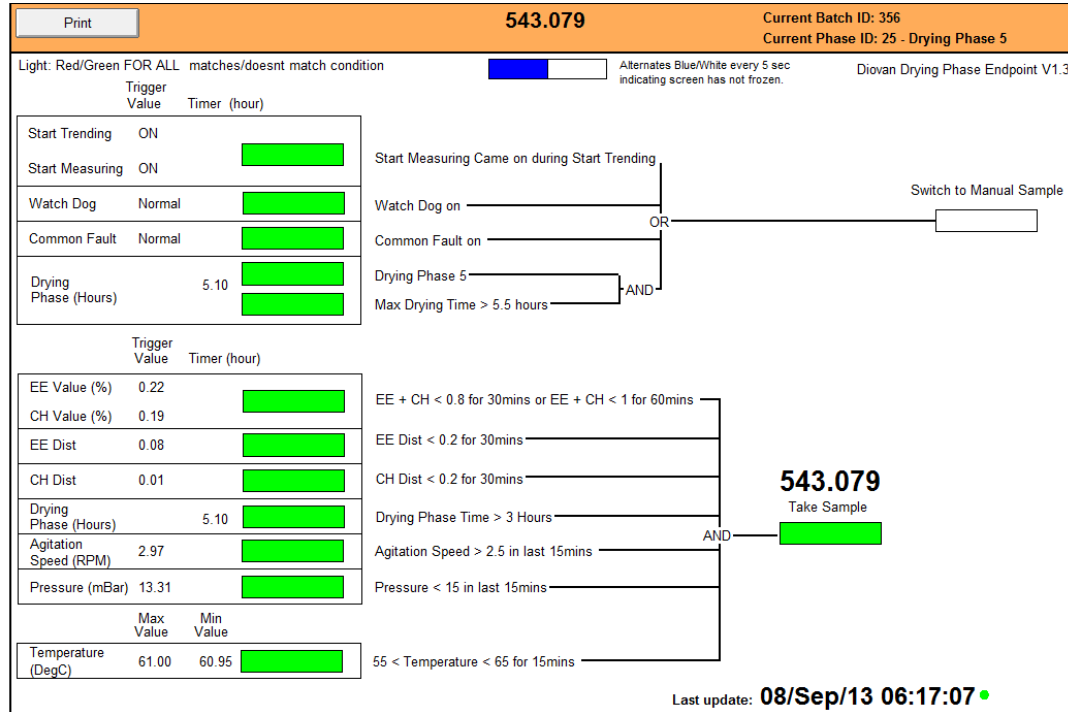 Print
543.079
Current Batch ID: 356
Current Phase ID: 25 - Drying Phase 5
Light: Red/Green FOR ALL matches/doesnt match condition
Alternates Blue/White every 5 sec
indicating screen has not frozen.
Diovan Drying Phase Endpoint V1.3
Trigger
Value Timer (hour)
Start Trending ON
Start Measuring ON
Start Measuring Came on during Start Trending
Watch Dog Normal
Watch Dog on
Common Fault Normal
Common Fault on
Drying
Phase (Hours) 5.10
Drying Phase 5
Max Drying Time > 5.5 hours
AND
OR
Switch to Manual Sample
Trigger
Value Timer (hour)
EE Value (%) 0.22
CH Value (%) 0.19
EE + CH < 0.8 for 30mins or EE + CH < 1 for 60mins
EE Dist 0.08
EE Dist < 0.2 for 30mins
CH Dist 0.01
CH Dist < 0.2 for 30mins
Drying
Phase (Hours) 5.10
Drying Phase Time > 3 Hours
Agitation
Speed (RPM) 2.97
Agitation Speed > 2.5 in last 15mins
Pressure (mBar) 13.31
Pressure < 15 in last 15mins
Max
Value
Min
Value
Temperature
(DegC) 61.00 60.95
55 < Temperature < 65 for 15mins
AND
543.079
Take Sample
Last update: 08/Sep/13 06:17:07